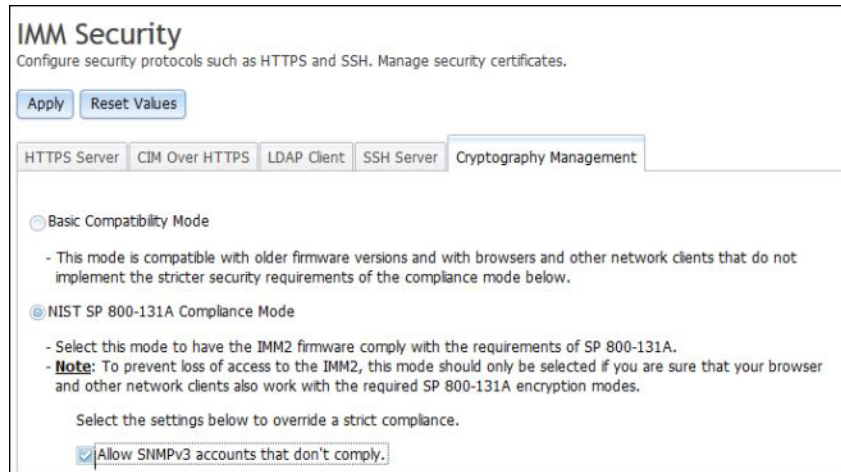 IMM Security
Configure security protocols such as HTTPS and SSH. Manage security certificates.
Apply Reset Values
HTTPS Server CIM Over HTTPS LDAP Client SSH Server Cryptography Management
Basic Compatibility Mode
- This mode is compatible with older firmware versions and with browsers and other network clients that do not
implement the stricter security requirements of the compliance mode below.
NIST SP 800-131A Compliance Mode
- Select this mode to have the IMM2 firmware comply with the requirements of SP 800-131A.
- Note: To prevent loss of access to the IMM2, this mode should only be selected if you are sure that your browser
and other network clients also work with the required SP 800-131A encryption modes.
Select the settings below to override a strict compliance.
Allow SNMPv3 accounts that don't comply.